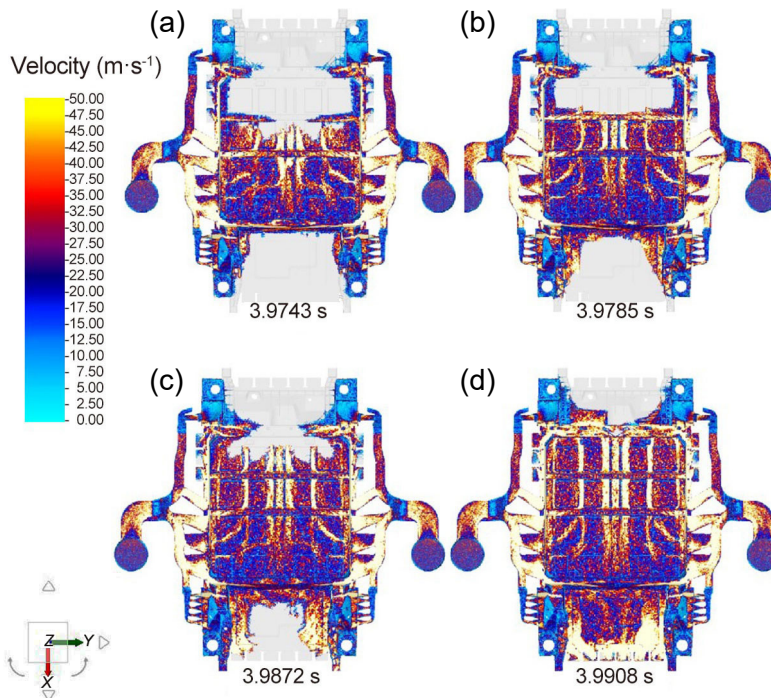 (a)
(b)
Velocity (m·s⁻¹)
50.00
47.50
45.00
42.50
40.00
37.50
35.00
32.50
30.00
27.50
25.00
22.50
20.00
17.50
15.00
12.50
10.00
7.50
5.00
2.50
0.00
3.9743 s
3.9785 s
(c)
(d)
Z Y
X
3.9872 s
3.9908 s